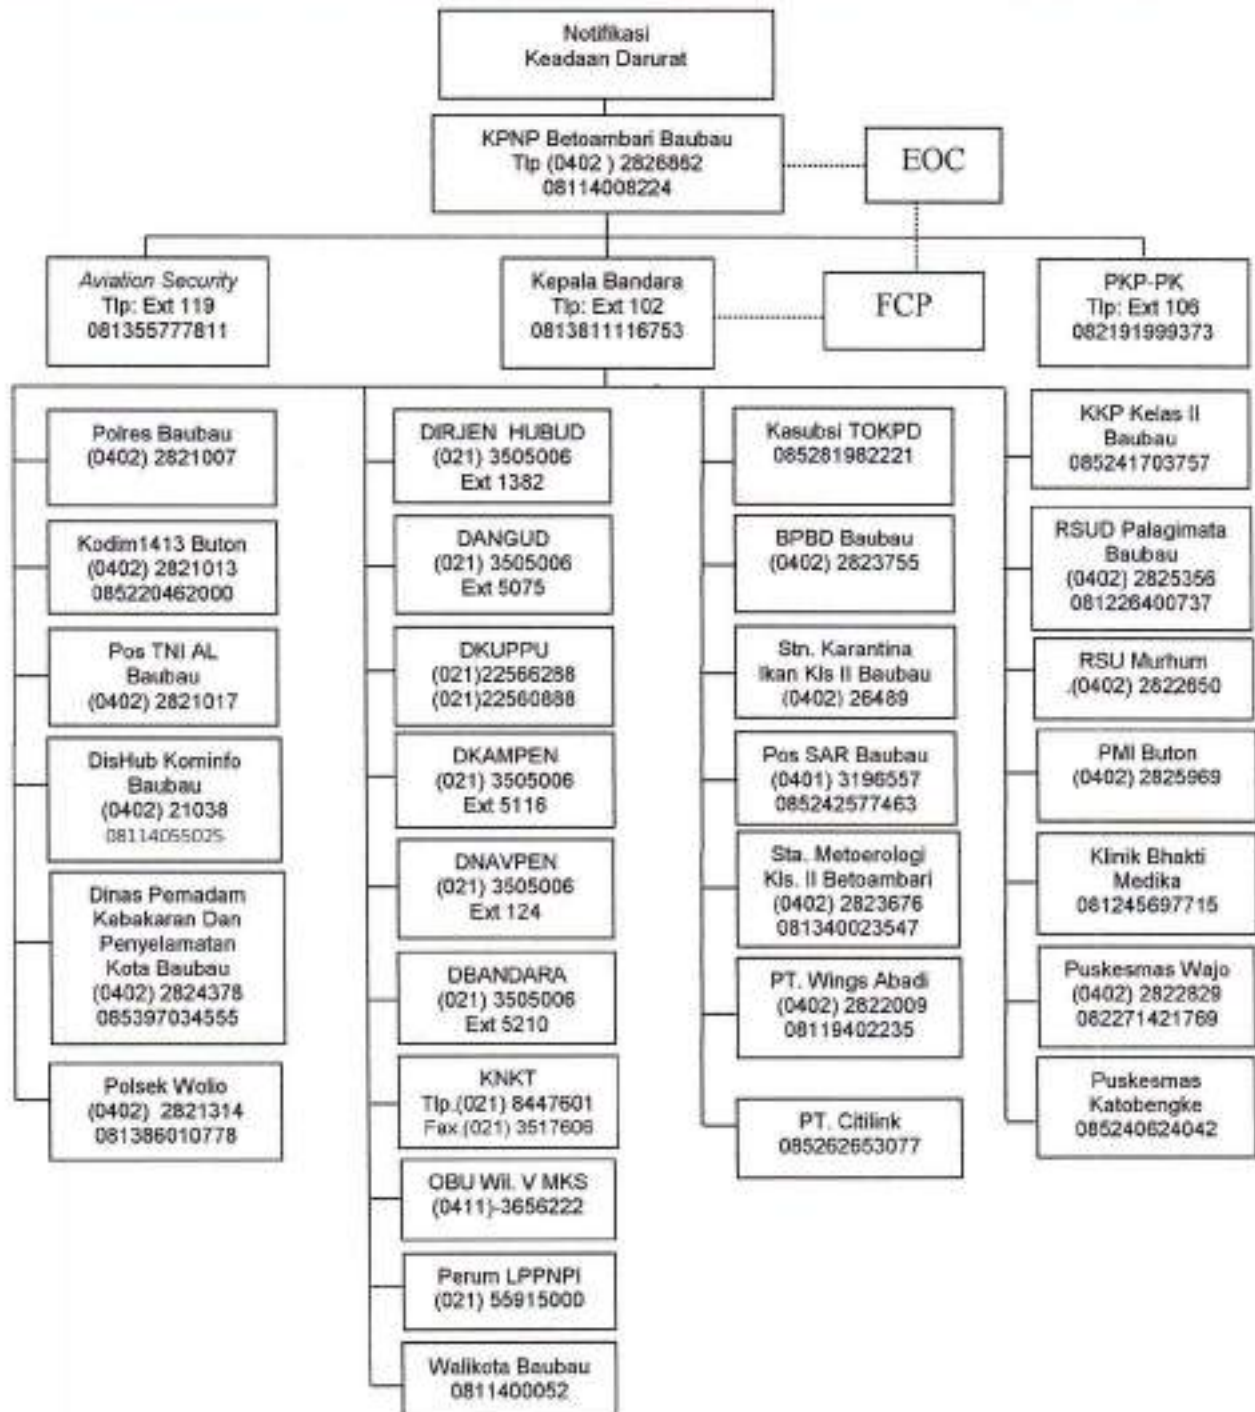 Notifikasi
Keadaan Darurat
KPNP Betoambari Baubau
Tlp (0402 ) 2826862
08114008224
EOC
Aviation Security
Tlp: Ext 119
081355777811
Kepala Bandara
Tlp: Ext 102
0813811116753
FCP
PKP-PK
Tlp: Ext 106
082191999373
Polres Baubau
(0402) 2821007
Kodim1413 Buton
(0402) 2821013
085220462000
Pos TNI AL
Baubau
(0402) 2821017
DisHub Kominfo
Baubau
(0402) 21038
08114055025
Dinas Pemadam
Kebakaran Dan
Penyelamatan
Kota Baubau
(0402) 2824378
085397034555
Polsek Wolio
(0402) 2821314
081386010778
DIRJEN HUBUD
(021) 3505006
Ext 1382
DANGUD
(021) 3505006
Ext 5075
DKUPPU
(021)22566288
(021)22560888
DKAMPEN
(021) 3505006
Ext 5116
DNAVPEN
(021) 3505006
Ext 124
DBANDARA
(021) 3505006
Ext 5210
KNKT
Tlp.(021) 8447601
Fax.(021) 3517606
OBU Wil. V MKS
(0411)-3656222
Perum LPPNPI
(021) 55915000
Walikota Baubau
0811400052
Kasubsi TOKPD
085281982221
BPBD Baubau
(0402) 2823755
Stn. Karantina
Ikan Kls II Baubau
(0402) 26489
Pos SAR Baubau
(0401) 3196557
085242577463
Sta. Metoerologi
Kls. II Betoambari
(0402) 2823676
081340023547
PT. Wings Abadi
(0402) 2822009
08119402235
PT. Citilink
085262653077
KKP Kelas II
Baubau
085241703757
RSUD Palagimata
Baubau
(0402) 2825356
081226400737
RSU Murhum
.(0402) 2822650
PMI Buton
(0402) 2825969
Klinik Bhakti
Medika
081245697715
Puskesmas Wajo
(0402) 2822829
082271421769
Puskesmas
Katobengke
085240624042